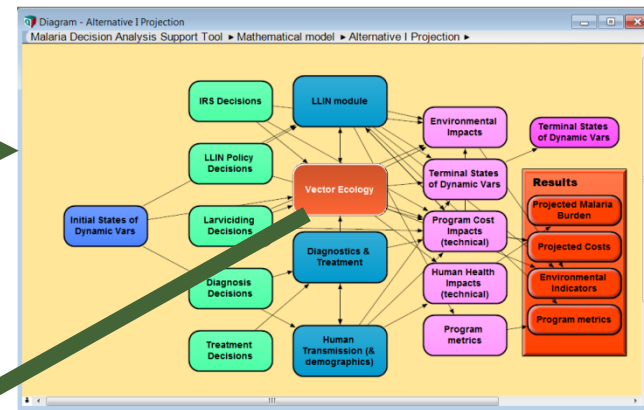 Diagram - Alternative I Projection
Malaria Decision Analysis Support Tool ▸ Mathematical model ▸ Alternative I Projection ▸
IRS Decisions
LLIN module
Environmental
Impacts
Terminal States
of Dynamic Vars
LLIN Policy
Decisions
Vector Ecology
Terminal States
of Dynamic Vars
Results
Projected Malaria
Burden
Initial States of
Dynamic Vars
Larviciding
Decisions
Program Cost
Impacts
(technical)
Projected Costs
Diagnostics &
Treatment
Diagnosis
Decisions
Human Health
Impacts
(technical)
Environmental
Indicators
Program metrics
Treatment
Decisions
Human
Transmission (&
demographics)
Program
metrics